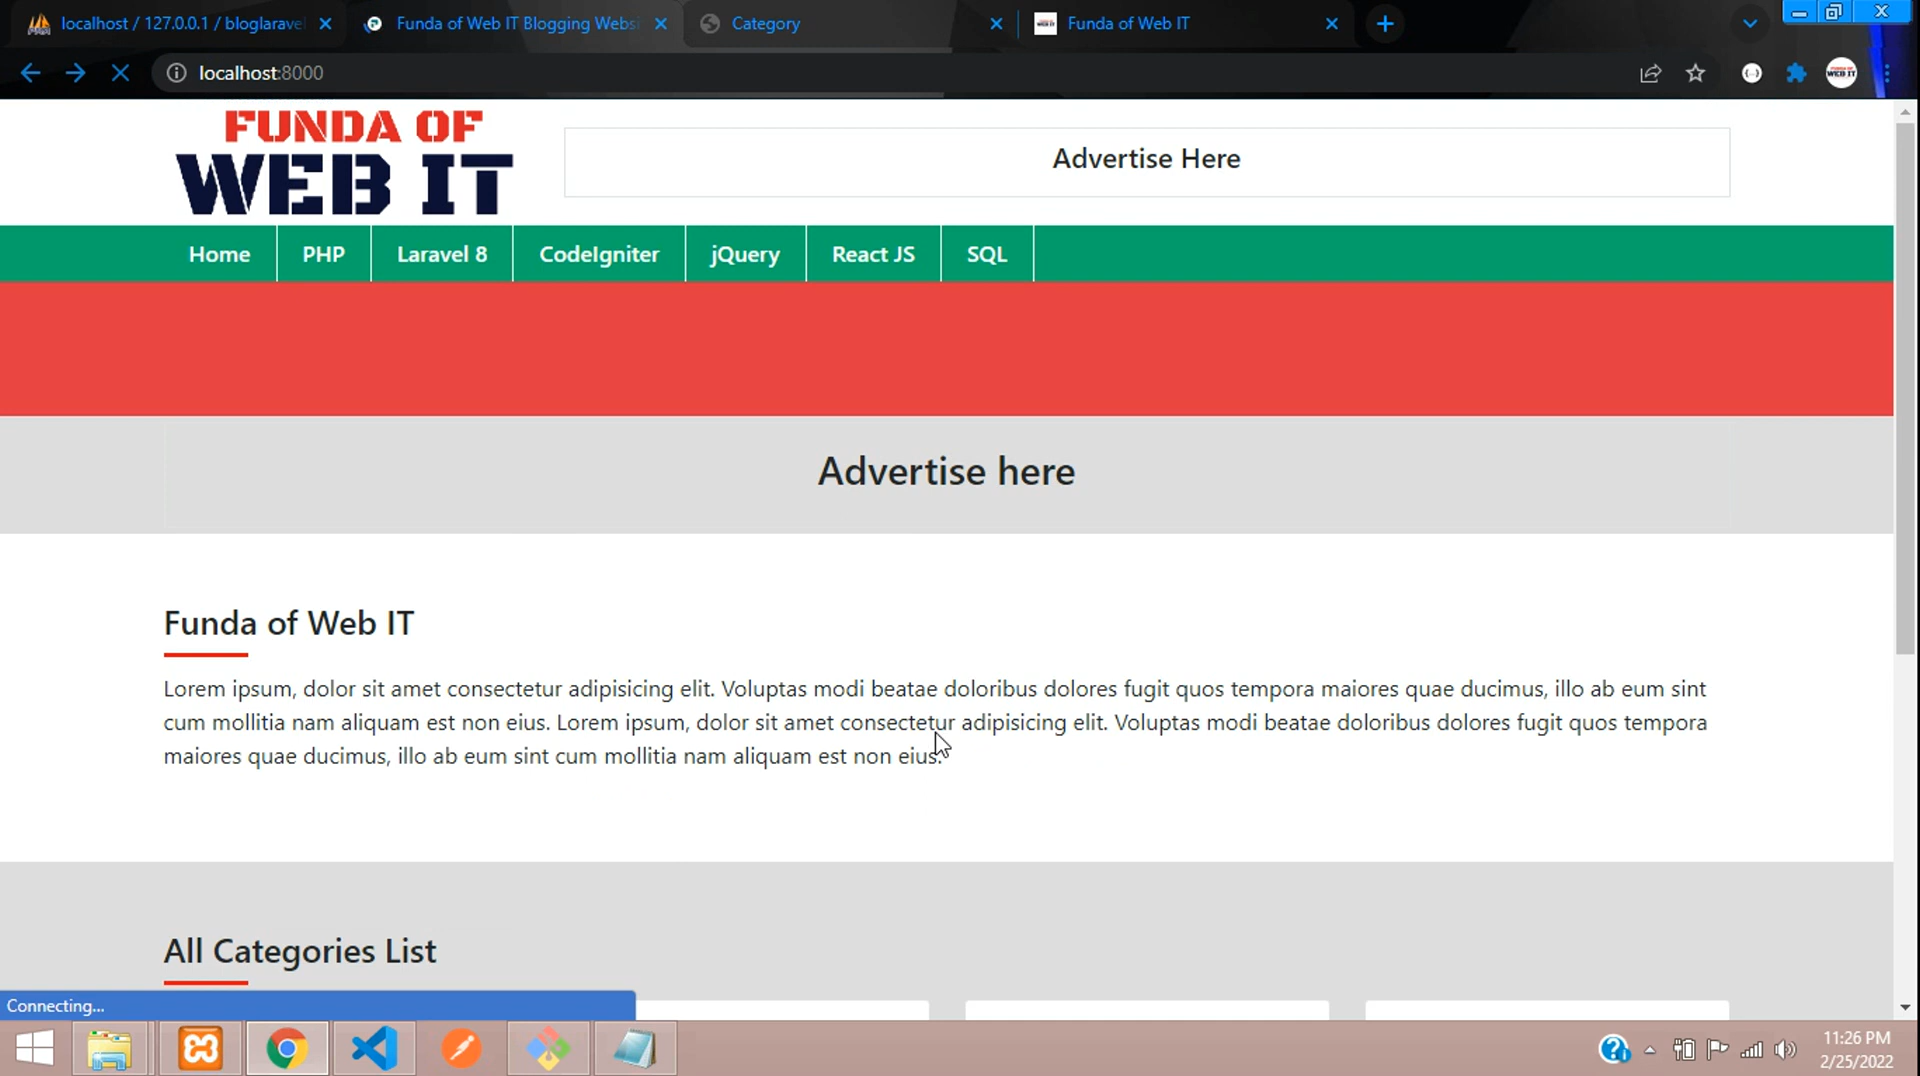 localhost / 127.0.0.1 / bloglaravel
Funda of Web IT Blogging Websi
Category
Funda of Web IT
localhost:8000
FUNDA OF
WEB IT
Advertise Here
Home
PHP
Laravel 8
CodeIgniter
jQuery
React JS
SQL
Advertise here
Funda of Web IT
Lorem ipsum, dolor sit amet consectetur adipisicing elit. Voluptas modi beatae doloribus dolores fugit quos tempora maiores quae ducimus, illo ab eum sint
cum mollitia nam aliquam est non eius. Lorem ipsum, dolor sit amet consectetur adipisicing elit. Voluptas modi beatae doloribus dolores fugit quos tempora
maiores quae ducimus, illo ab eum sint cum mollitia nam aliquam est non eius.
All Categories List
Connecting...
11:26 PM
2/25/2022